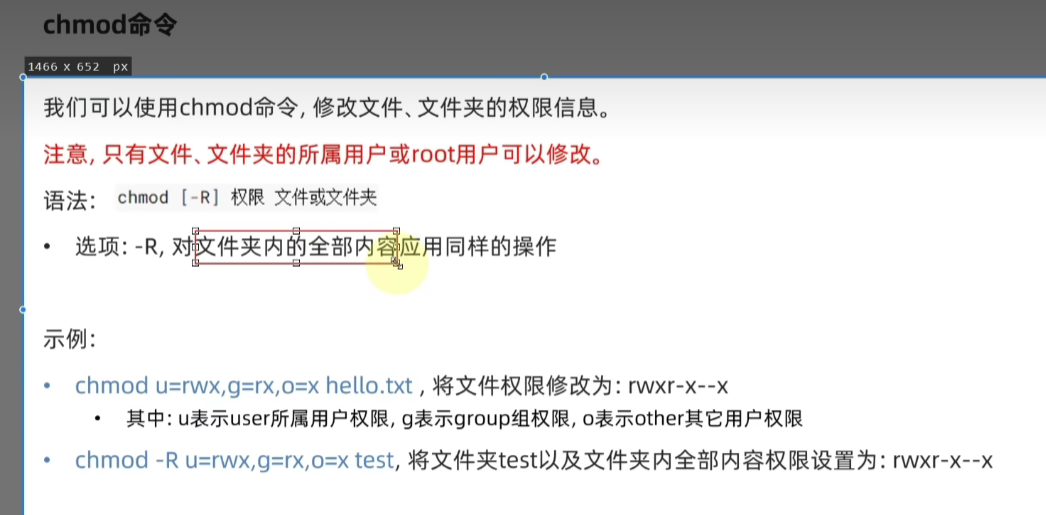 chmod命令
1466 x 652 px
我们可以使用chmod命令, 修改文件、文件夹的权限信息。
注意, 只有文件、文件夹的所属用户或root用户可以修改。
语法: chmod [-R] 权限 文件或文件夹
• 选项: -R, 对文件夹内的全部内容应用同样的操作
示例:
• chmod u=rwx,g=rx,o=x hello.txt , 将文件权限修改为: rwxr-x--x
• 其中: u表示user所属用户权限, g表示group组权限, o表示other其它用户权限
• chmod -R u=rwx,g=rx,o=x test, 将文件夹test以及文件夹内全部内容权限设置为: rwxr-x--x